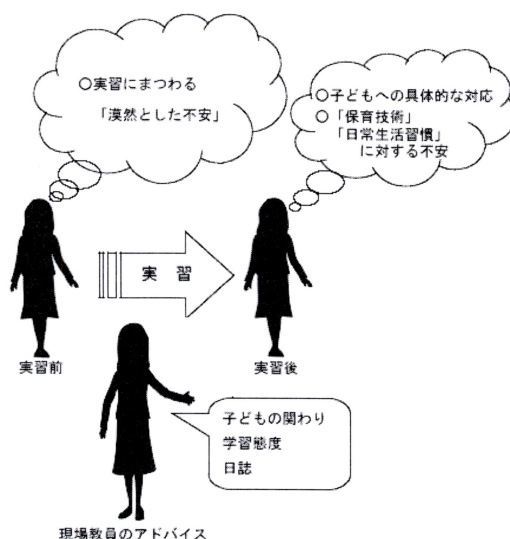 ○実習にまつわる
「漠然とした不安」
○子どもへの具体的な対応
○「保育技術」
「日常生活習慣」
に対する不安
実 習
実習前
実習後
子どもの関わり
学習態度
日誌
現場教員のアドバイス